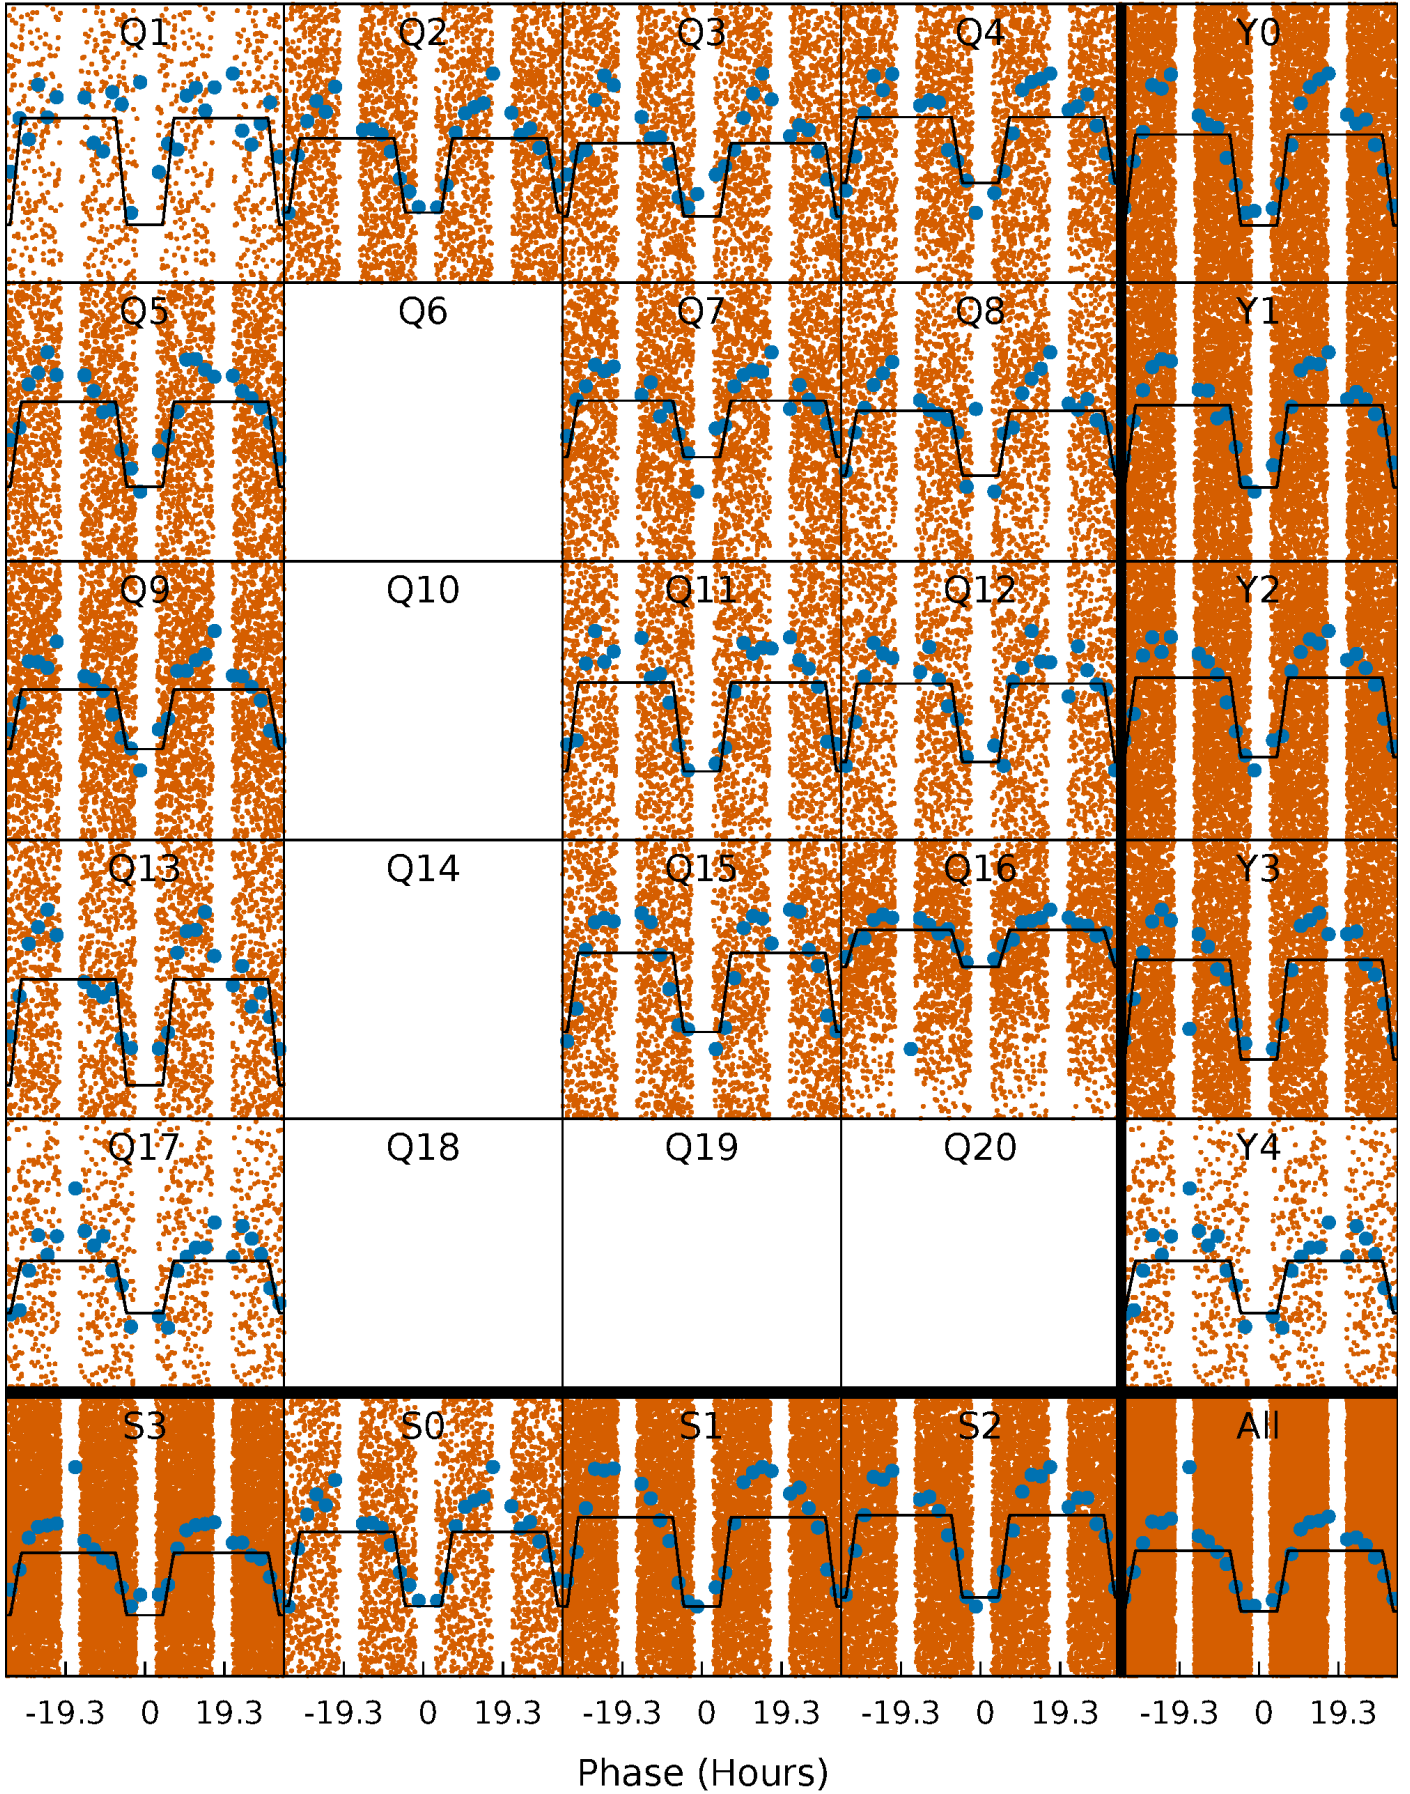 Q1 Q2 Q3 Q4 Y0
Q5 Q6 Q7 Q8 Y1
Q9 Q10 Q11 Q12 Y2
Q13 Q14 Q15 Q16 Y3
Q17 Q18 Q19 Q20 Y4
S3 S0 S1 S2 All
-19.3 0 19.3 -19.3 0 19.3 -19.3 0 19.3 -19.3 0 19.3 -19.3 0 19.3
Phase (Hours)